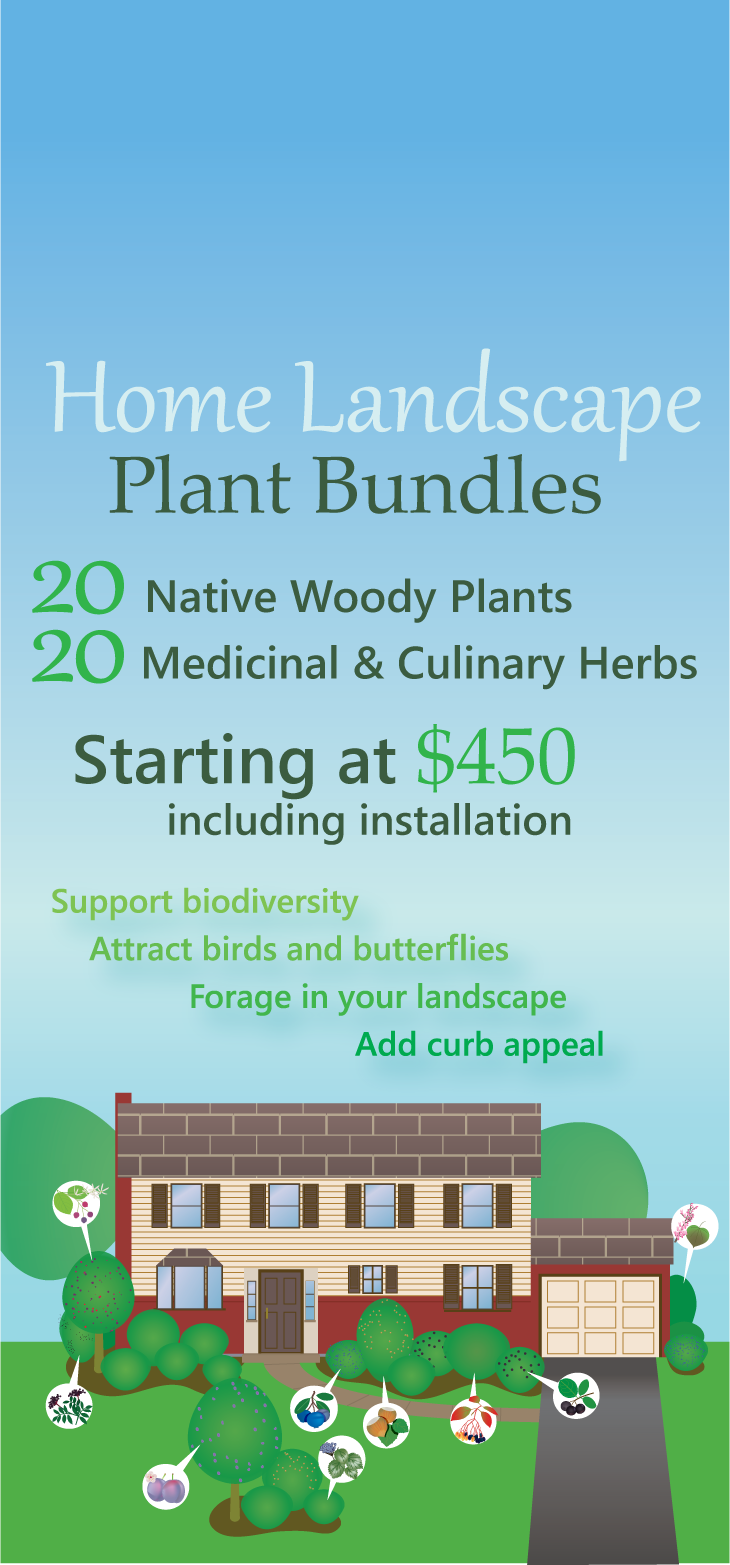 Home Landscape
Plant Bundles
20 Native Woody Plants
20 Medicinal & Culinary Herbs
Starting at $450
including installation
Support biodiversity
Attract birds and butterflies
Forage in your landscape
Add curb appeal